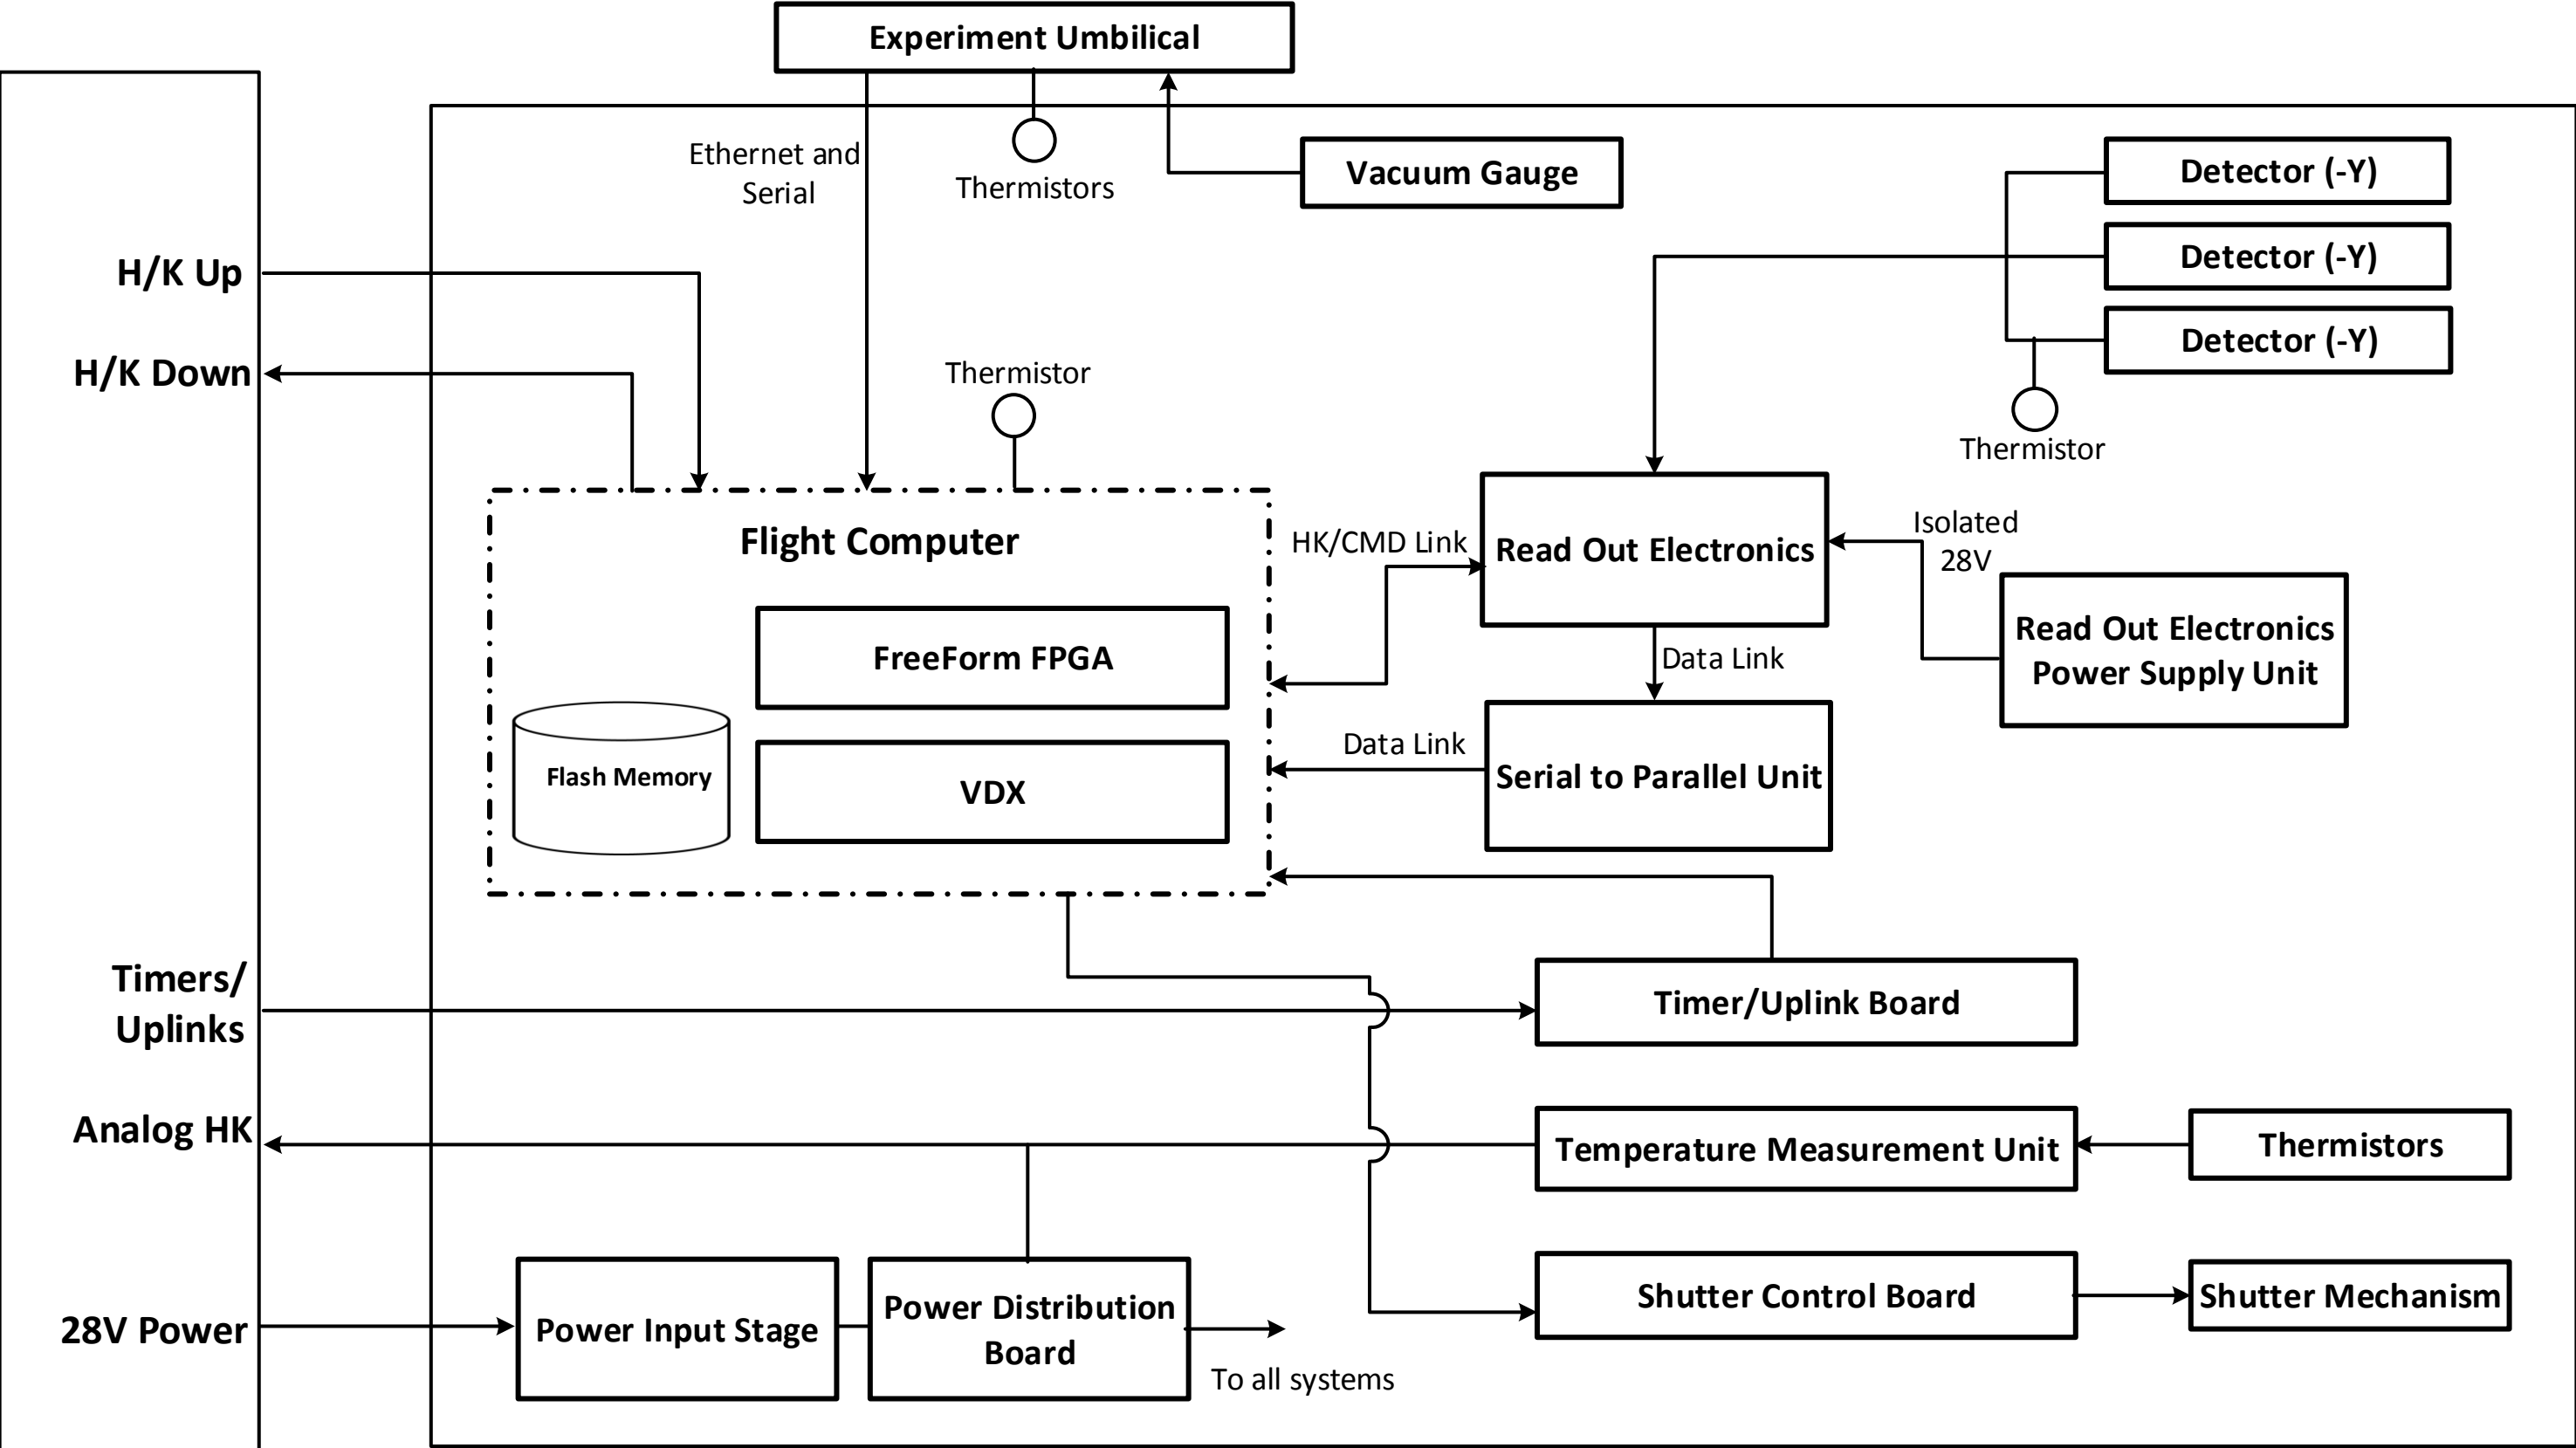 Experiment Umbilical
Ethernet and
Serial
Thermistors
Vacuum Gauge
Detector (-Y)
Detector (-Y)
Detector (-Y)
Thermistor
H/K Up
H/K Down
Thermistor
Flight Computer
FreeForm FPGA
Flash Memory
VDX
HK/CMD Link
Read Out Electronics
Isolated
28V
Read Out Electronics
Power Supply Unit
Data Link
Data Link
Serial to Parallel Unit
Timers/
Uplinks
Timer/Uplink Board
Analog HK
Temperature Measurement Unit
Thermistors
28V Power
Power Input Stage
Power Distribution
Board
To all systems
Shutter Control Board
Shutter Mechanism